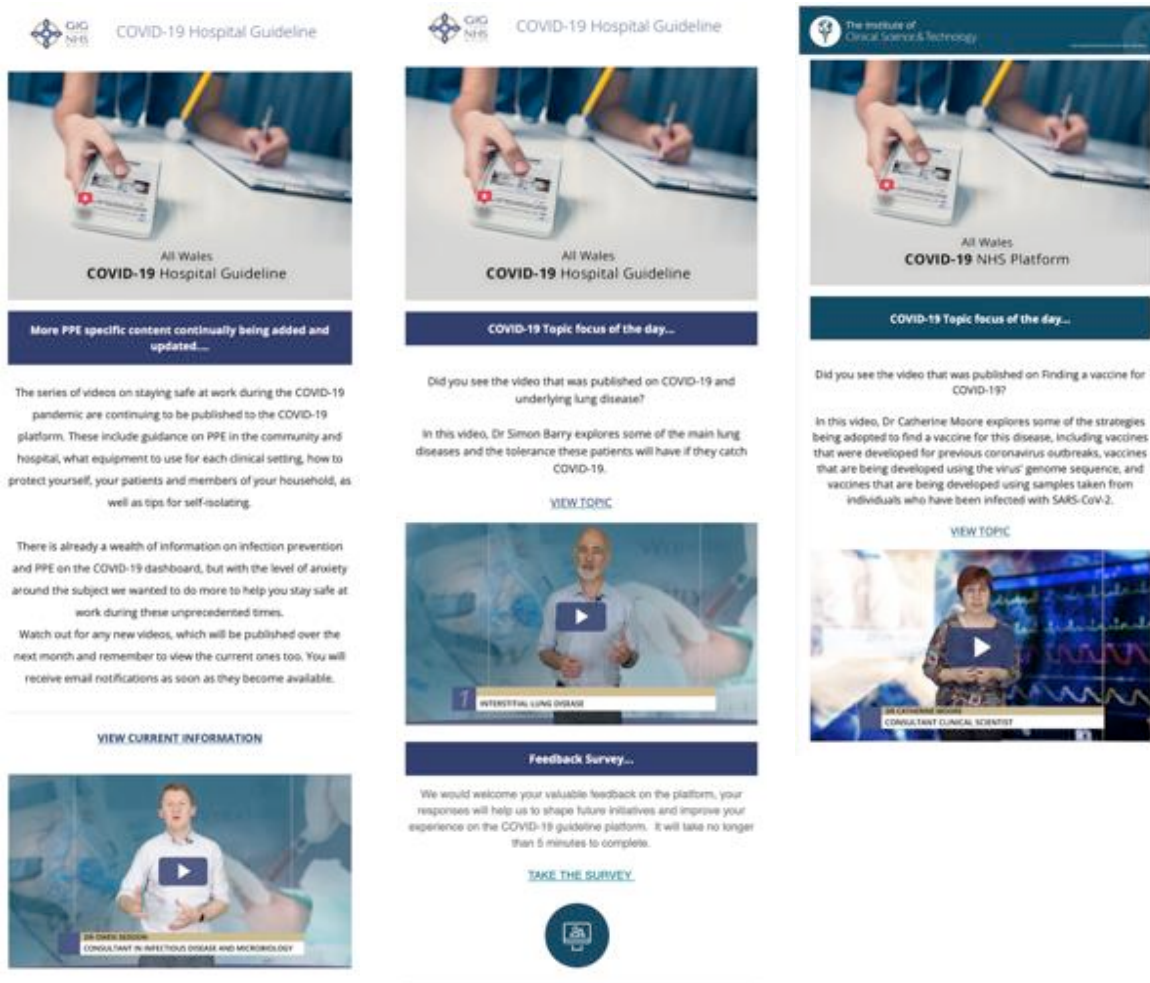 GIG
NHS
COVID-19 Hospital Guideline
All Wales
COVID-19 Hospital Guideline
More PPE specific content continually being added and
updated....
The series of videos on staying safe at work during the COVID-19
pandemic are continuing to be published to the COVID-19
platform. These include guidance on PPE in the community and
hospital, what equipment to use for each clinical setting, how to
protect yourself, your patients and members of your household, as
well as tips for self-isolating.
There is already a wealth of information on infection prevention
and PPE on the COVID-19 dashboard, but with the level of anxiety
around the subject we wanted to do more to help you stay safe at
work during these unprecedented times.
Watch out for any new videos, which will be published over the
next month and remember to view the current ones too. You will
receive email notifications as soon as they become available.
VIEW CURRENT INFORMATION
CONSULTANT IN INFECTIOUS DISEASE AND MICROBIOLOGY
GIG
NHS
COVID-19 Hospital Guideline
All Wales
COVID-19 Hospital Guideline
COVID-19 Topic focus of the day...
Did you see the video that was published on COVID-19 and
underlying lung disease?
In this video, Dr Simon Barry explores some of the main lung
diseases and the tolerance these patients will have if they catch
COVID-19.
VIEW TOPIC
1
INTERSTITIAL LUNG DISEASE
Feedback Survey...
We would welcome your valuable feedback on the platform, your
responses will help us to shape future initiatives and improve your
experience on the COVID-19 guideline platform. It will take no longer
than 5 minutes to complete.
TAKE THE SURVEY
The Institute of
Clinical Science & Technology
All Wales
COVID-19 NHS Platform
COVID-19 Topic focus of the day...
Did you see the video that was published on Finding a vaccine for
COVID-19?
In this video, Dr Catherine Moore explores some of the strategies
being adopted to find a vaccine for this disease, including vaccines
that were developed for previous coronavirus outbreaks, vaccines
that are being developed using the virus' genome sequence, and
vaccines that are being developed using samples taken from
individuals who have been infected with SARS-CoV-2.
VIEW TOPIC
DR CATHERINE MOORE
CONSULTANT CLINICAL SCIENTIST